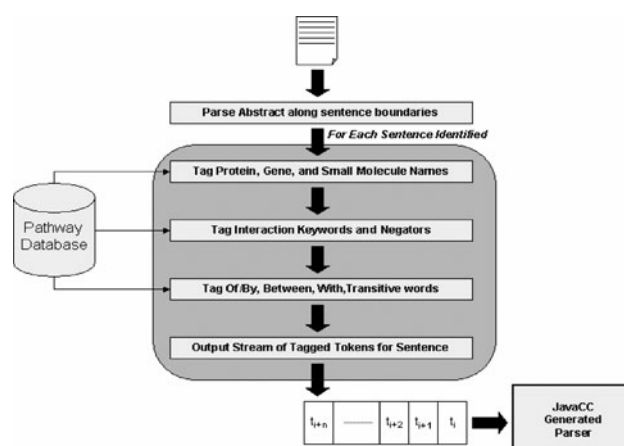 Parse Abstract along sentence boundaries
For Each Sentence Identified
Tag Protein, Gene, and Small Molecule Names
Pathway
Database
Tag Interaction Keywords and Negators
Tag Of/By, Between, With,Transitive words
Output Stream of Tagged Tokens for Sentence
ti+n ti+2 ti+1 ti
JavaCC
Generated
Parser